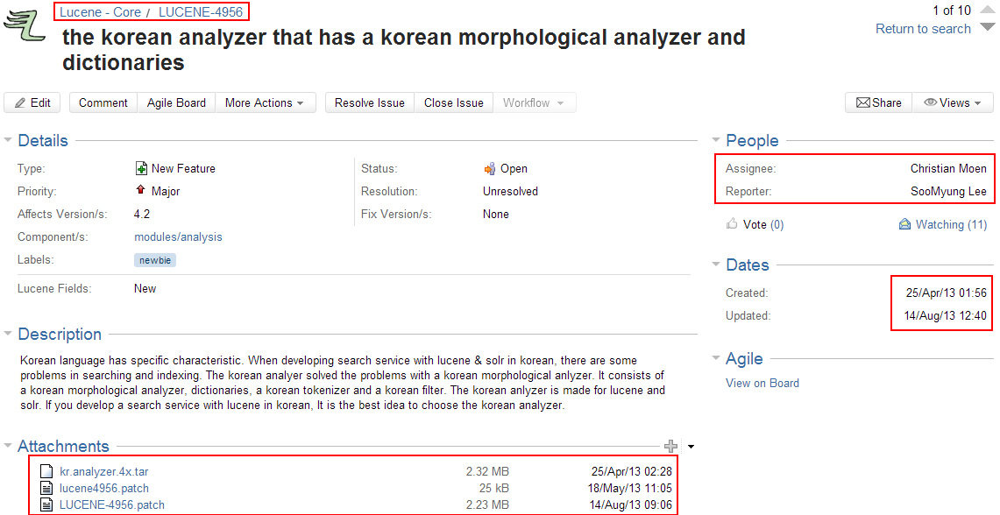 Lucene - Core / LUCENE-4956
1 of 10
Return to search
the korean analyzer that has a korean morphological analyzer and
dictionaries
Edit Comment Agile Board More Actions Resolve Issue Close Issue Workflow Share Views
Details
Type: New Feature Status: Open
Priority: Major Resolution: Unresolved
Affects Version/s: 4.2 Fix Version/s: None
Component/s: modules/analysis
Labels: newbie
Lucene Fields: New
Description
Korean language has specific characteristic. When developing search service with lucene & solr in korean, there are some
problems in searching and indexing. The korean analyer solved the problems with a korean morphological anlyzer. It consists of
a korean morphological analyzer, dictionaries, a korean tokenizer and a korean filter. The korean anlyzer is made for lucene and
solr. If you develop a search service with lucene in korean, It is the best idea to choose the korean analyzer.
Attachments
kr.analyzer.4x.tar 2.32 MB 25/Apr/13 02:28
lucene4956.patch 25 kB 18/May/13 11:05
LUCENE-4956.patch 2.23 MB 14/Aug/13 09:06
People
Assignee: Christian Moen
Reporter: SooMyung Lee
Vote (0) Watching (11)
Dates
Created: 25/Apr/13 01:56
Updated: 14/Aug/13 12:40
Agile
View on Board